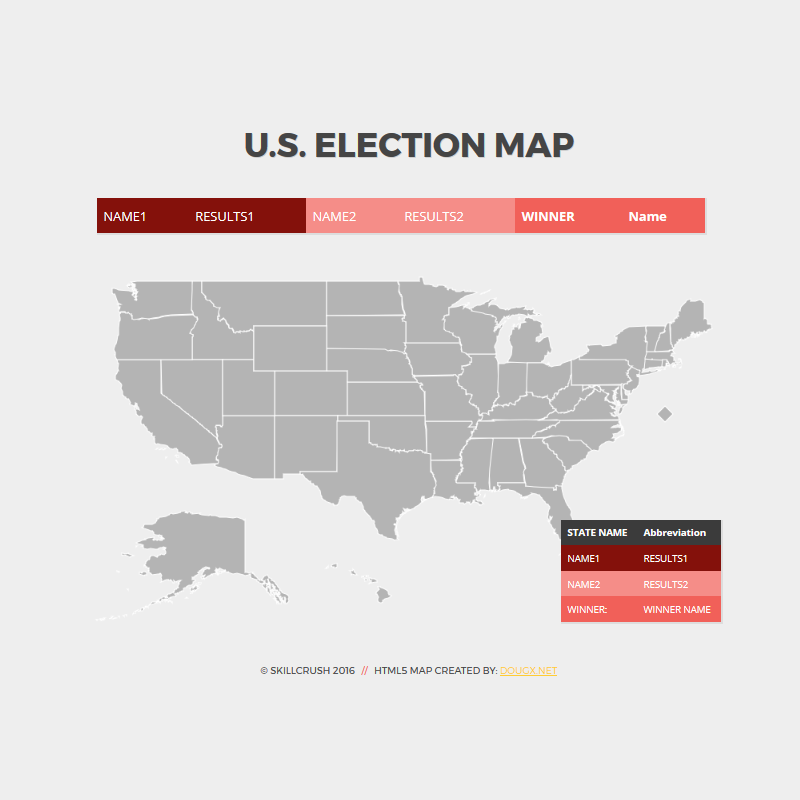 U.S. ELECTION MAP
NAME1 RESULTS1 NAME2 RESULTS2 WINNER Name
STATE NAME Abbreviation
NAME1 RESULTS1
NAME2 RESULTS2
WINNER: WINNER NAME
© SKILLCRUSH 2016 // HTML5 MAP CREATED BY: DOUGX.NET